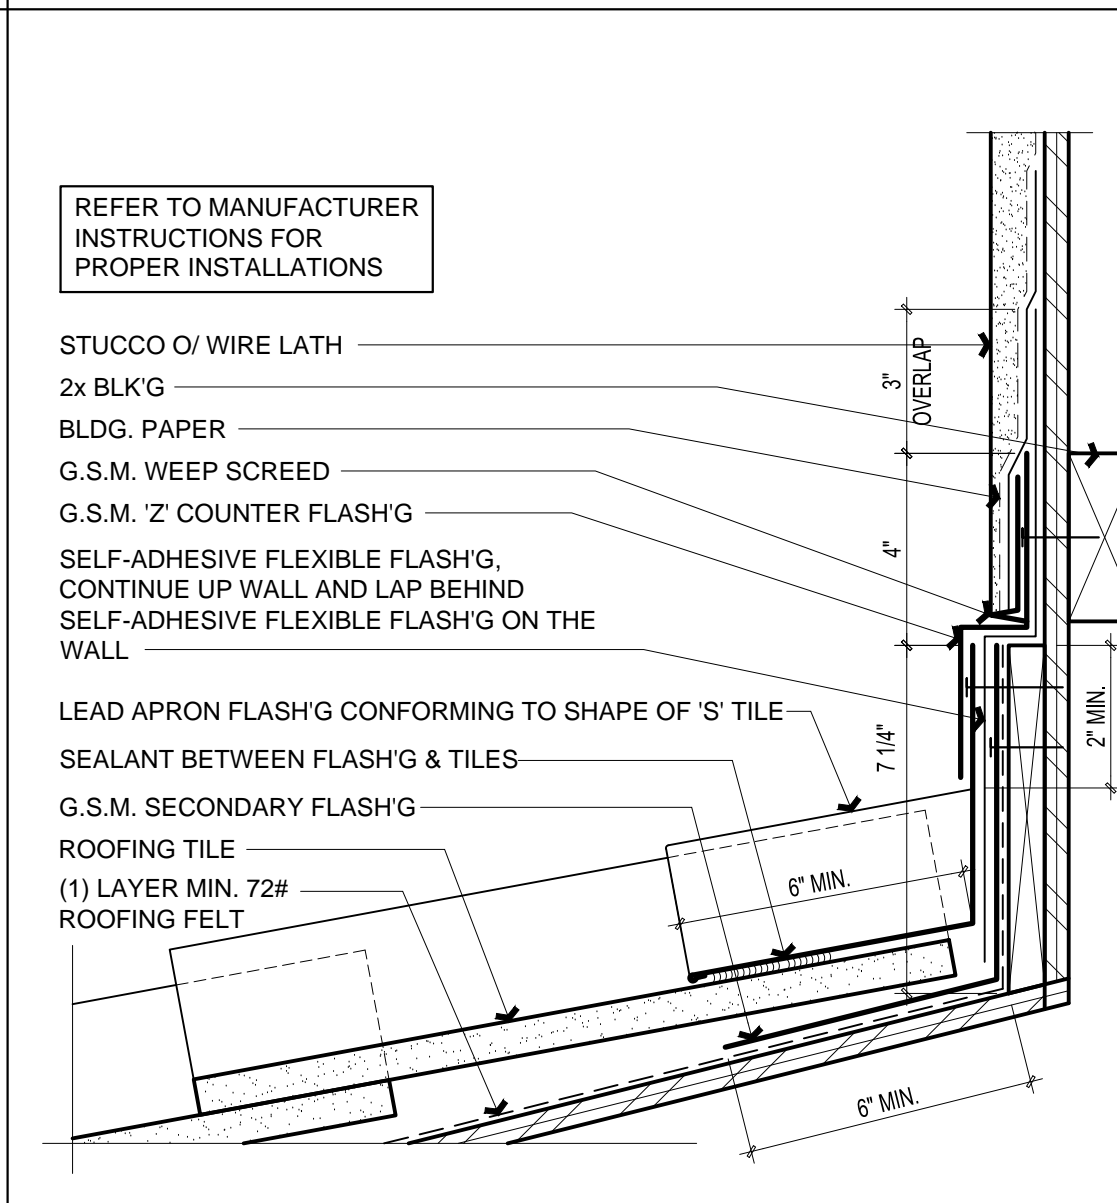 REFER TO MANUFACTURER
INSTRUCTIONS FOR
PROPER INSTALLATIONS
STUCCO O/ WIRE LATH
2x BLK'G
BLDG. PAPER
G.S.M. WEEP SCREED
G.S.M. 'Z' COUNTER FLASH'G
SELF-ADHESIVE FLEXIBLE FLASH'G,
CONTINUE UP WALL AND LAP BEHIND
SELF-ADHESIVE FLEXIBLE FLASH'G ON THE
WALL
LEAD APRON FLASH'G CONFORMING TO SHAPE OF 'S' TILE
SEALANT BETWEEN FLASH'G & TILES
G.S.M. SECONDARY FLASH'G
ROOFING TILE
(1) LAYER MIN. 72#
ROOFING FELT
3"
OVERLAP
4"
7 1/4"
2" MIN.
6" MIN.
6" MIN.